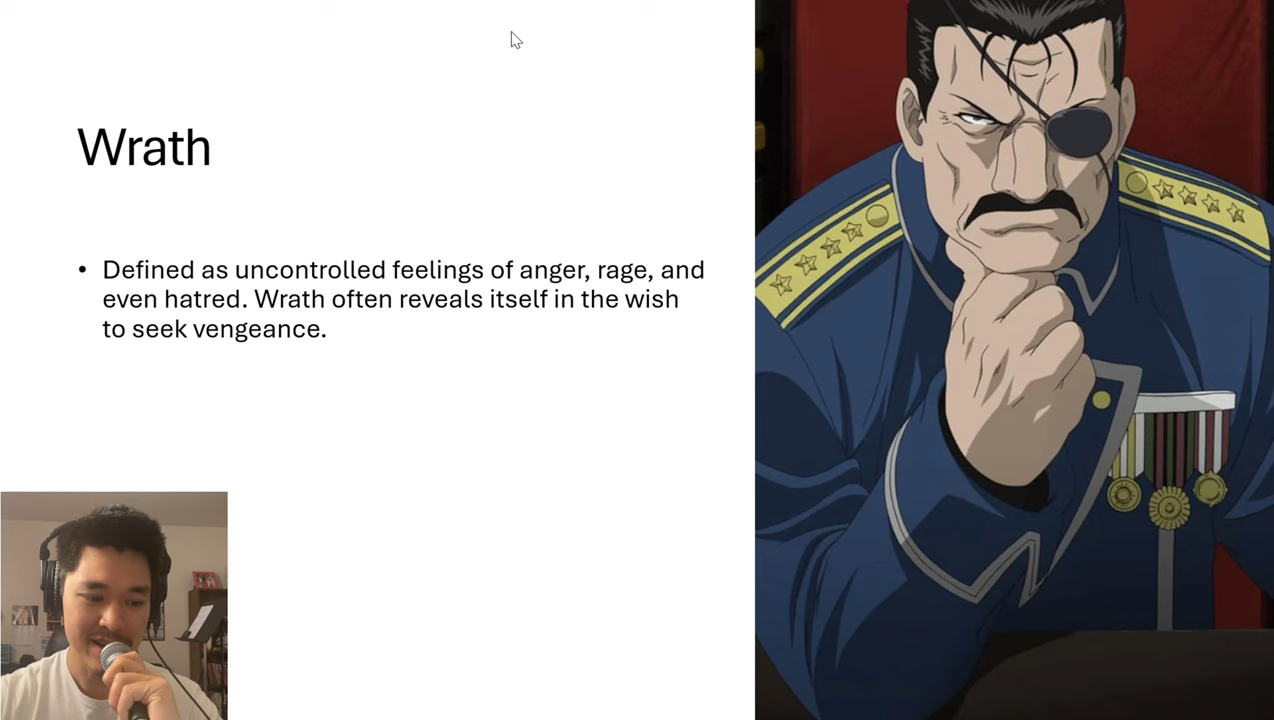 Wrath
• Defined as uncontrolled feelings of anger, rage, and
even hatred. Wrath often reveals itself in the wish
to seek vengeance.